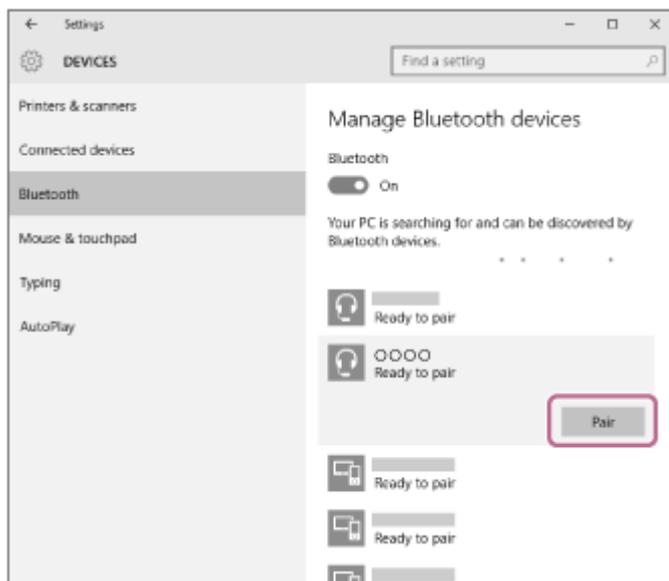 Settings
DEVICES
Find a setting
Printers & scanners
Connected devices
Bluetooth
Mouse & touchpad
Typing
AutoPlay
Manage Bluetooth devices
Bluetooth
On
Your PC is searching for and can be discovered by
Bluetooth devices.
Ready to pair
OOOO
Ready to pair
Pair
Ready to pair
Ready to pair